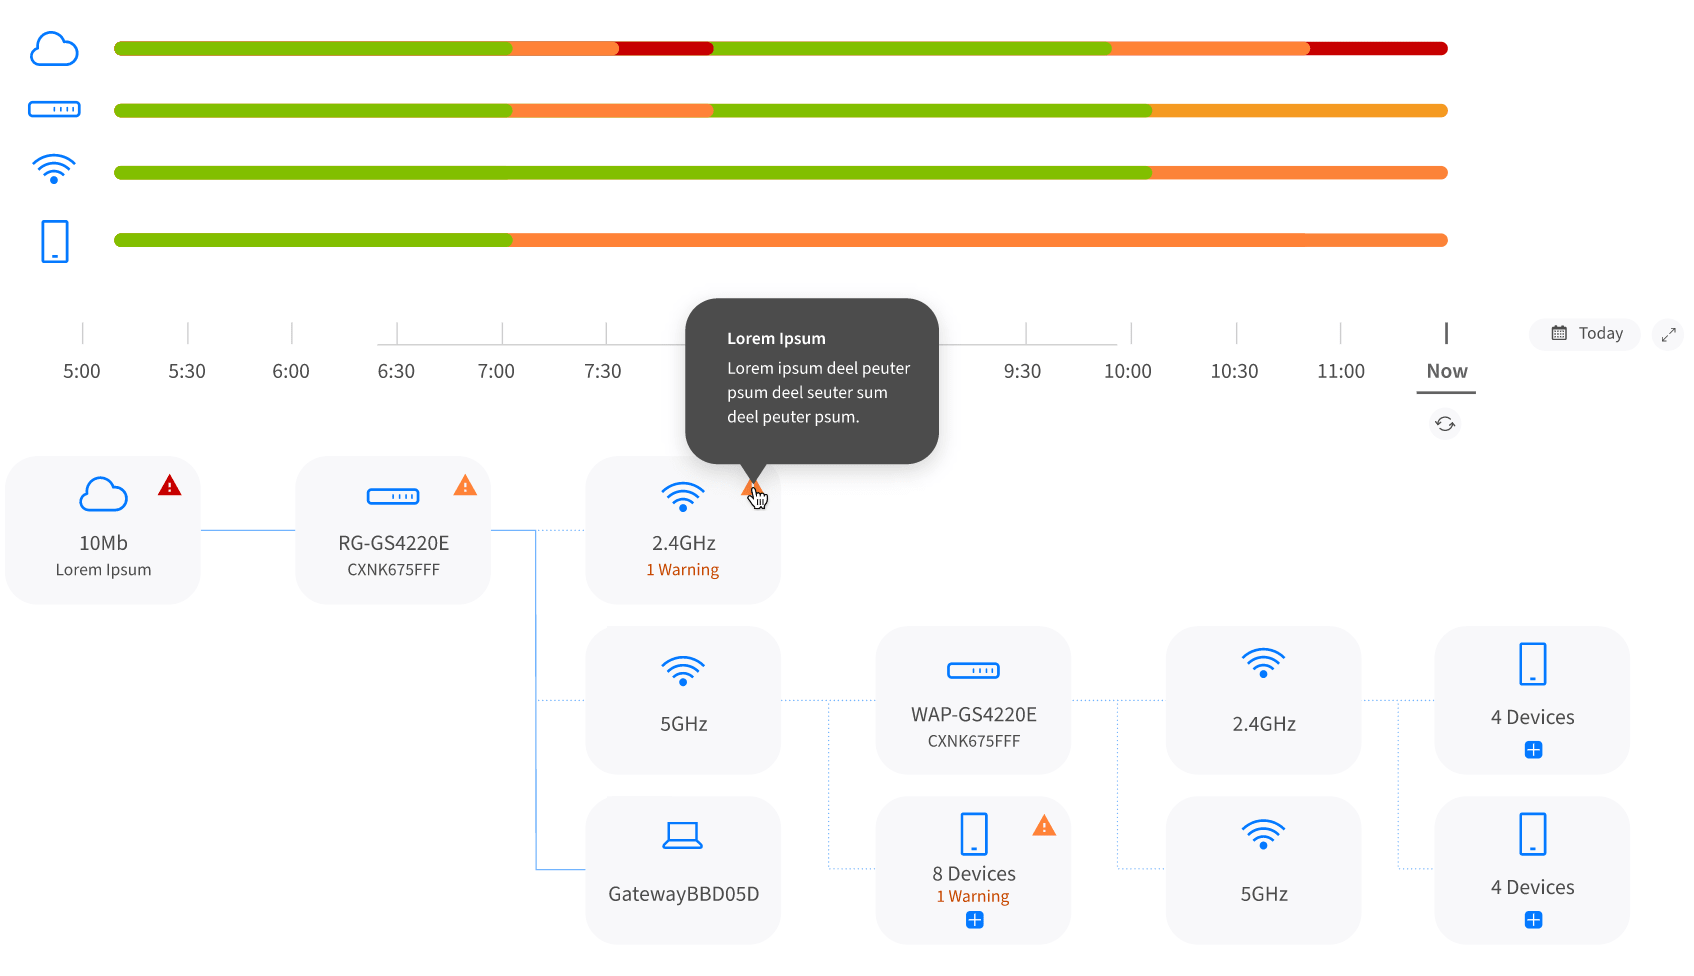 Lorem Ipsum
Lorem ipsum deel peuter
psum deel seuter sum
deel peuter psum.
Today
5:00 5:30 6:00 6:30 7:00 7:30 9:30 10:00 10:30 11:00 Now
10Mb
Lorem Ipsum
RG-GS4220E
CXNK675FFF
2.4GHz
1 Warning
5GHz
WAP-GS4220E
CXNK675FFF
2.4GHz
4 Devices
GatewayBBD05D
8 Devices
1 Warning
5GHz
4 Devices